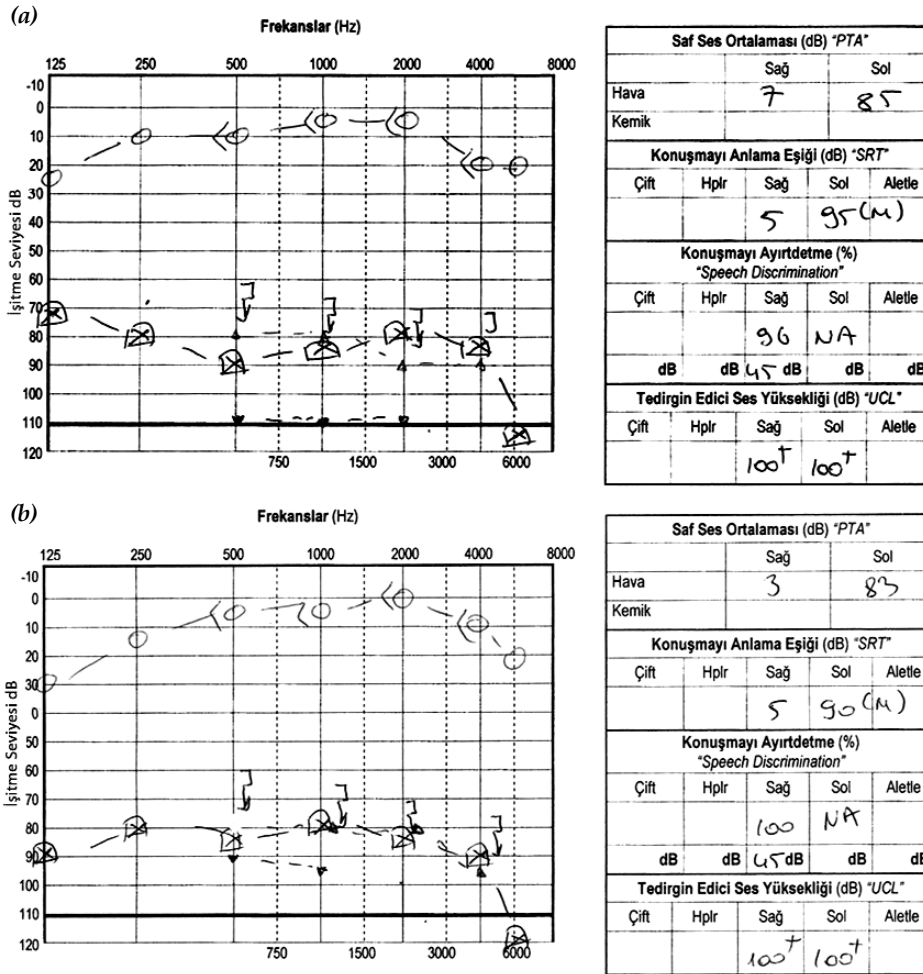 (a)
Frekanslar (Hz)
125 250 500 1000 2000 4000 8000
-10
0
10
20
30
40
50
60
70
80
90
100
110
120
İşitme Seviyesi dB
750 1500 3000 6000
Saf Ses Ortalaması (dB) "PTA"
Sağ Sol
Hava 7 85
Kemik
Konuşmayı Anlama Eşiği (dB) "SRT"
Çift Hplr Sağ Sol Aletle
5 95 (M)
Konuşmayı Ayırtdetme (%)
"Speech Discrimination"
Çift Hplr Sağ Sol Aletle
96 NA
dB dB 45 dB dB dB
Tedirgin Edici Ses Yüksekliği (dB) "UCL"
Çift Hplr Sağ Sol Aletle
100+ 100+
(b)
Frekanslar (Hz)
125 250 500 1000 2000 4000 8000
-10
0
10
20
30
0
50
60
70
80
90
100
110
120
İşitme Seviyesi dB
750 1500 3000 6000
Saf Ses Ortalaması (dB) "PTA"
Sağ Sol
Hava 3 83
Kemik
Konuşmayı Anlama Eşiği (dB) "SRT"
Çift Hplr Sağ Sol Aletle
5 90 (M)
Konuşmayı Ayırtdetme (%)
"Speech Discrimination"
Çift Hplr Sağ Sol Aletle
100 NA
dB dB 45 dB dB dB
Tedirgin Edici Ses Yüksekliği (dB) "UCL"
Çift Hplr Sağ Sol Aletle
100+ 100+